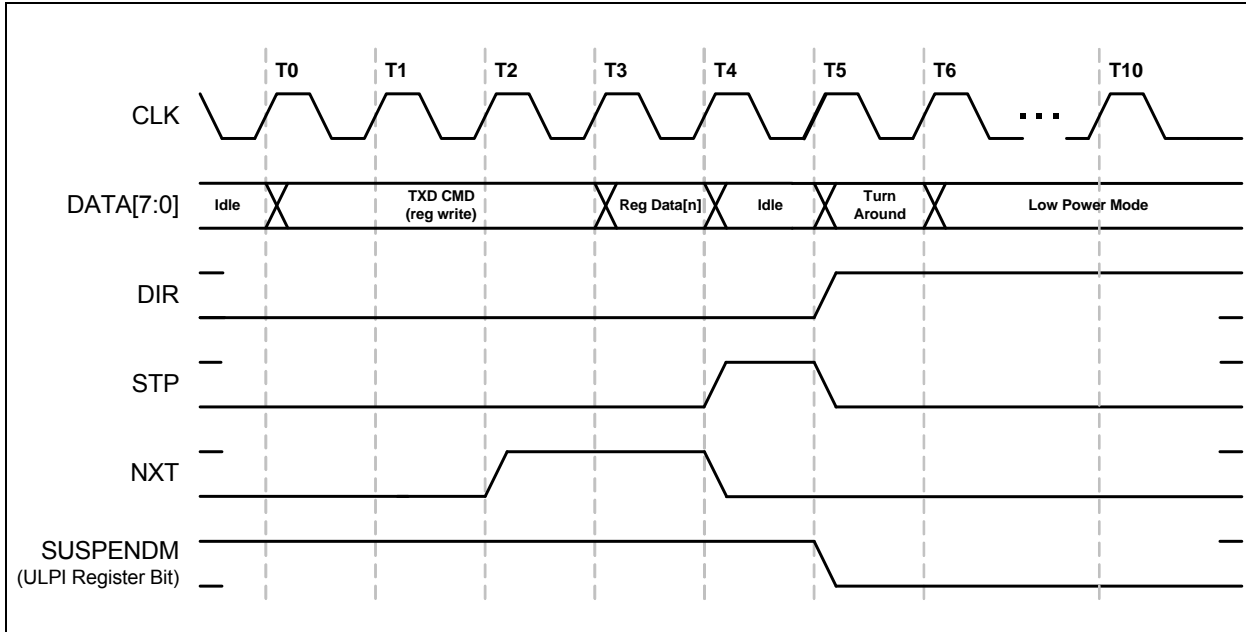 T0 T1 T2 T3 T4 T5 T6 T10
CLK
...
DATA[7:0] Idle TXD CMD (reg write) Reg Data[n] Idle Turn Around Low Power Mode
DIR
STP
NXT
SUSPENDM
(ULPI Register Bit)